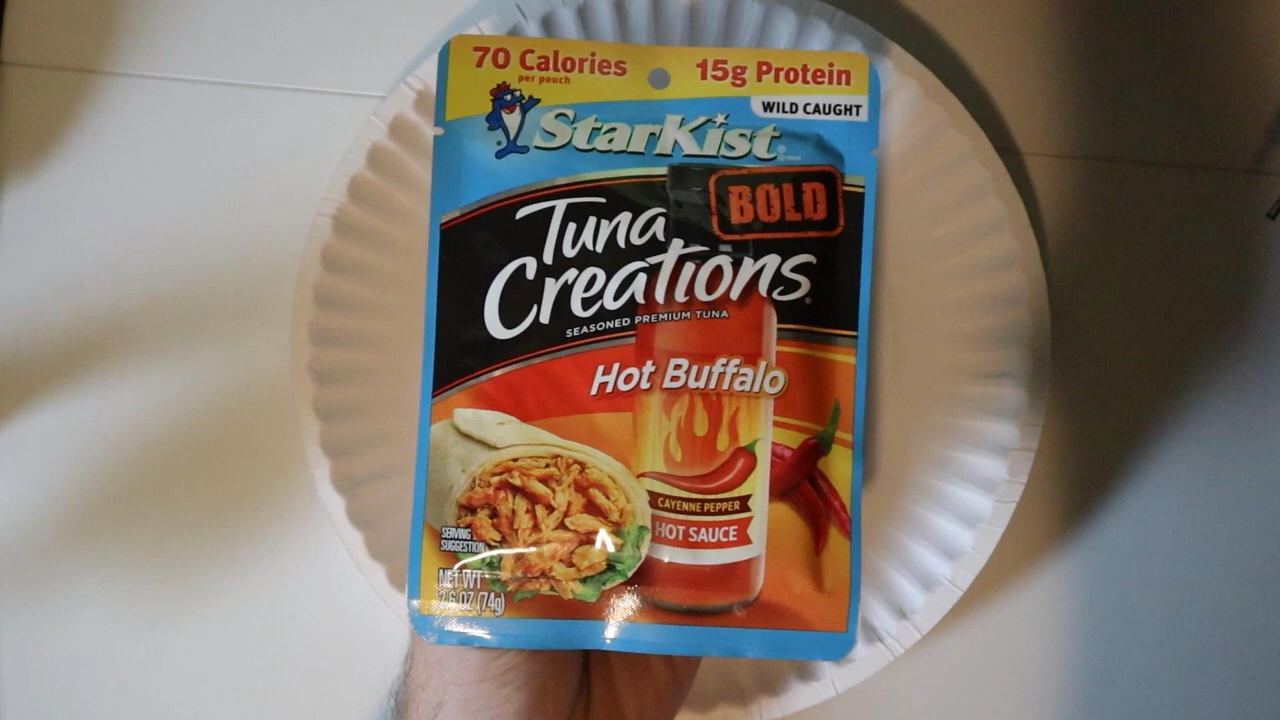 70 Calories
per pouch
15g Protein
WILD CAUGHT
StarKist
BOLD
Tuna
Creations
SEASONED PREMIUM TUNA
Hot Buffalo
CAYENNE PEPPER
HOT SAUCE
SERVING
SUGGESTION
NET WT
2.6 OZ (74g)